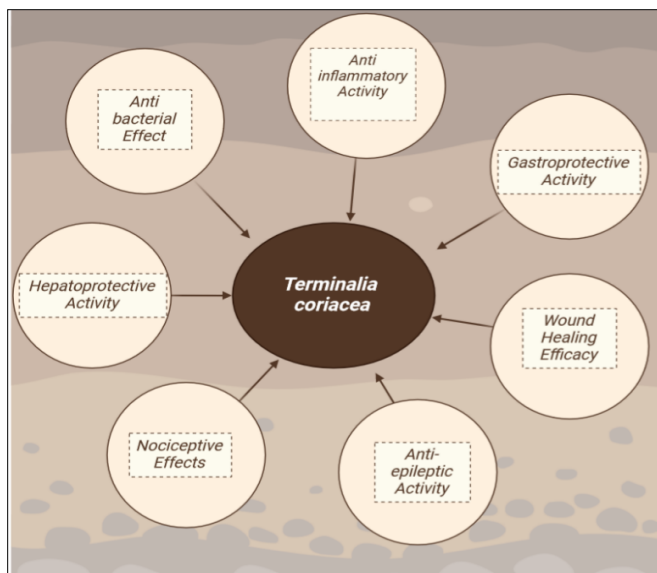 Anti
inflammatory
Activity
Anti
bacterial
Effect
Gastroprotective
Activity
Hepatoprotective
Activity
Terminalia
coriacea
Wound
Healing
Efficacy
Nociceptive
Effects
Anti-
epileptic
Activity